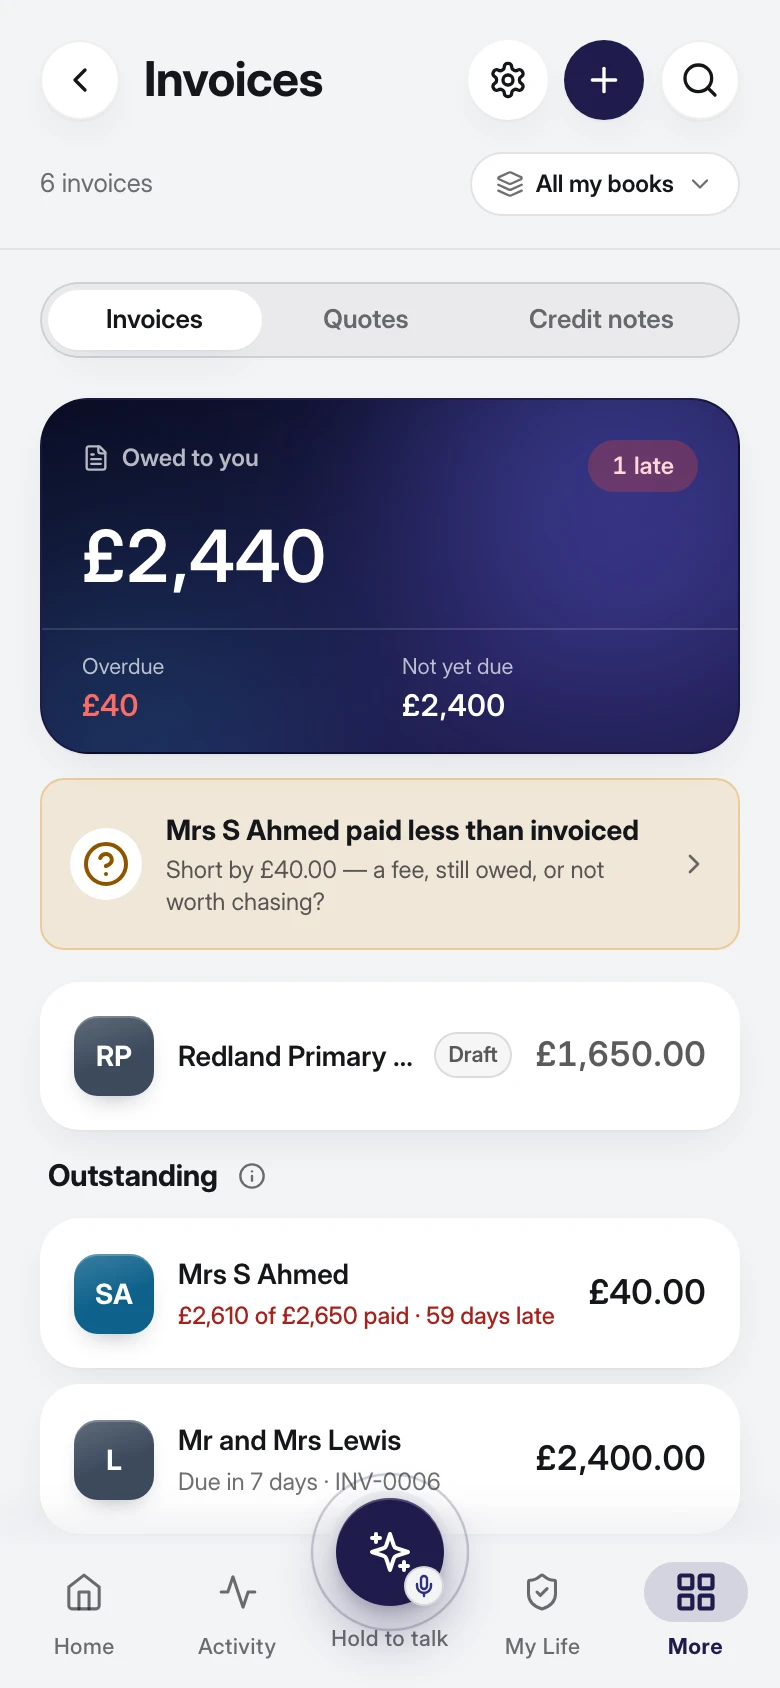 Invoices
6 invoices
All my books
Invoices
Quotes
Credit notes
Owed to you
1 late
£2,440
Overdue
Not yet due
£40
£2,400
Mrs S Ahmed paid less than invoiced
Short by £40.00 — a fee, still owed, or not
worth chasing?
RP
Redland Primary ...
Draft
£1,650.00
Outstanding
SA
Mrs S Ahmed
£2,610 of £2,650 paid · 59 days late
£40.00
L
Mr and Mrs Lewis
Due in 7 days · INV-0006
£2,400.00
Home
Activity
Hold to talk
My Life
More